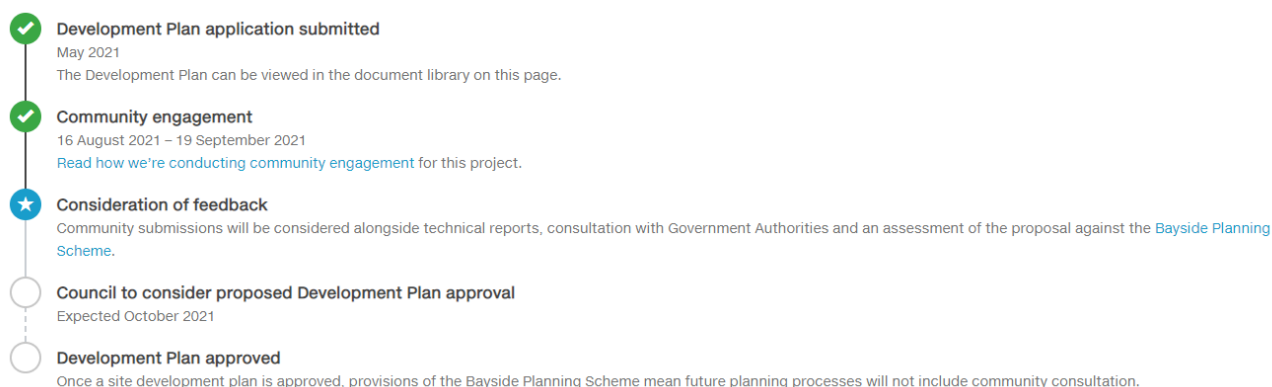 Development Plan application submitted
May 2021
The Development Plan can be viewed in the document library on this page.
Community engagement
16 August 2021 – 19 September 2021
Read how we're conducting community engagement for this project.
Consideration of feedback
Community submissions will be considered alongside technical reports, consultation with Government Authorities and an assessment of the proposal against the Bayside Planning
Scheme.
Council to consider proposed Development Plan approval
Expected October 2021
Development Plan approved
Once a site development plan is approved, provisions of the Bayside Planning Scheme mean future planning processes will not include community consultation.